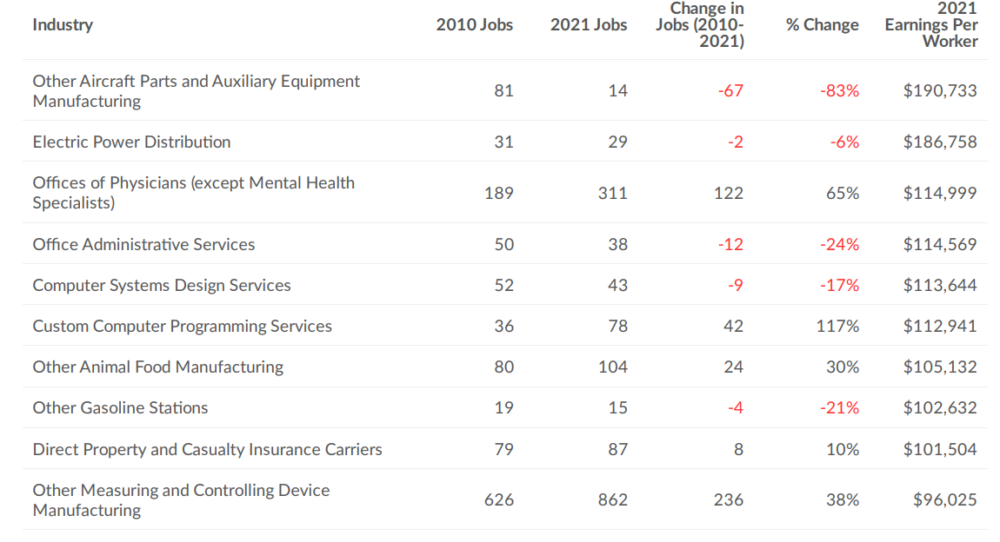 Industry 2010 Jobs 2021 Jobs Change in Jobs (2010-2021) % Change 2021 Earnings Per Worker
Other Aircraft Parts and Auxiliary Equipment
Manufacturing 81 14 -67 -83% $190,733
Electric Power Distribution 31 29 -2 -6% $186,758
Offices of Physicians (except Mental Health
Specialists) 189 311 122 65% $114,999
Office Administrative Services 50 38 -12 -24% $114,569
Computer Systems Design Services 52 43 -9 -17% $113,644
Custom Computer Programming Services 36 78 42 117% $112,941
Other Animal Food Manufacturing 80 104 24 30% $105,132
Other Gasoline Stations 19 15 -4 -21% $102,632
Direct Property and Casualty Insurance Carriers 79 87 8 10% $101,504
Other Measuring and Controlling Device
Manufacturing 626 862 236 38% $96,025